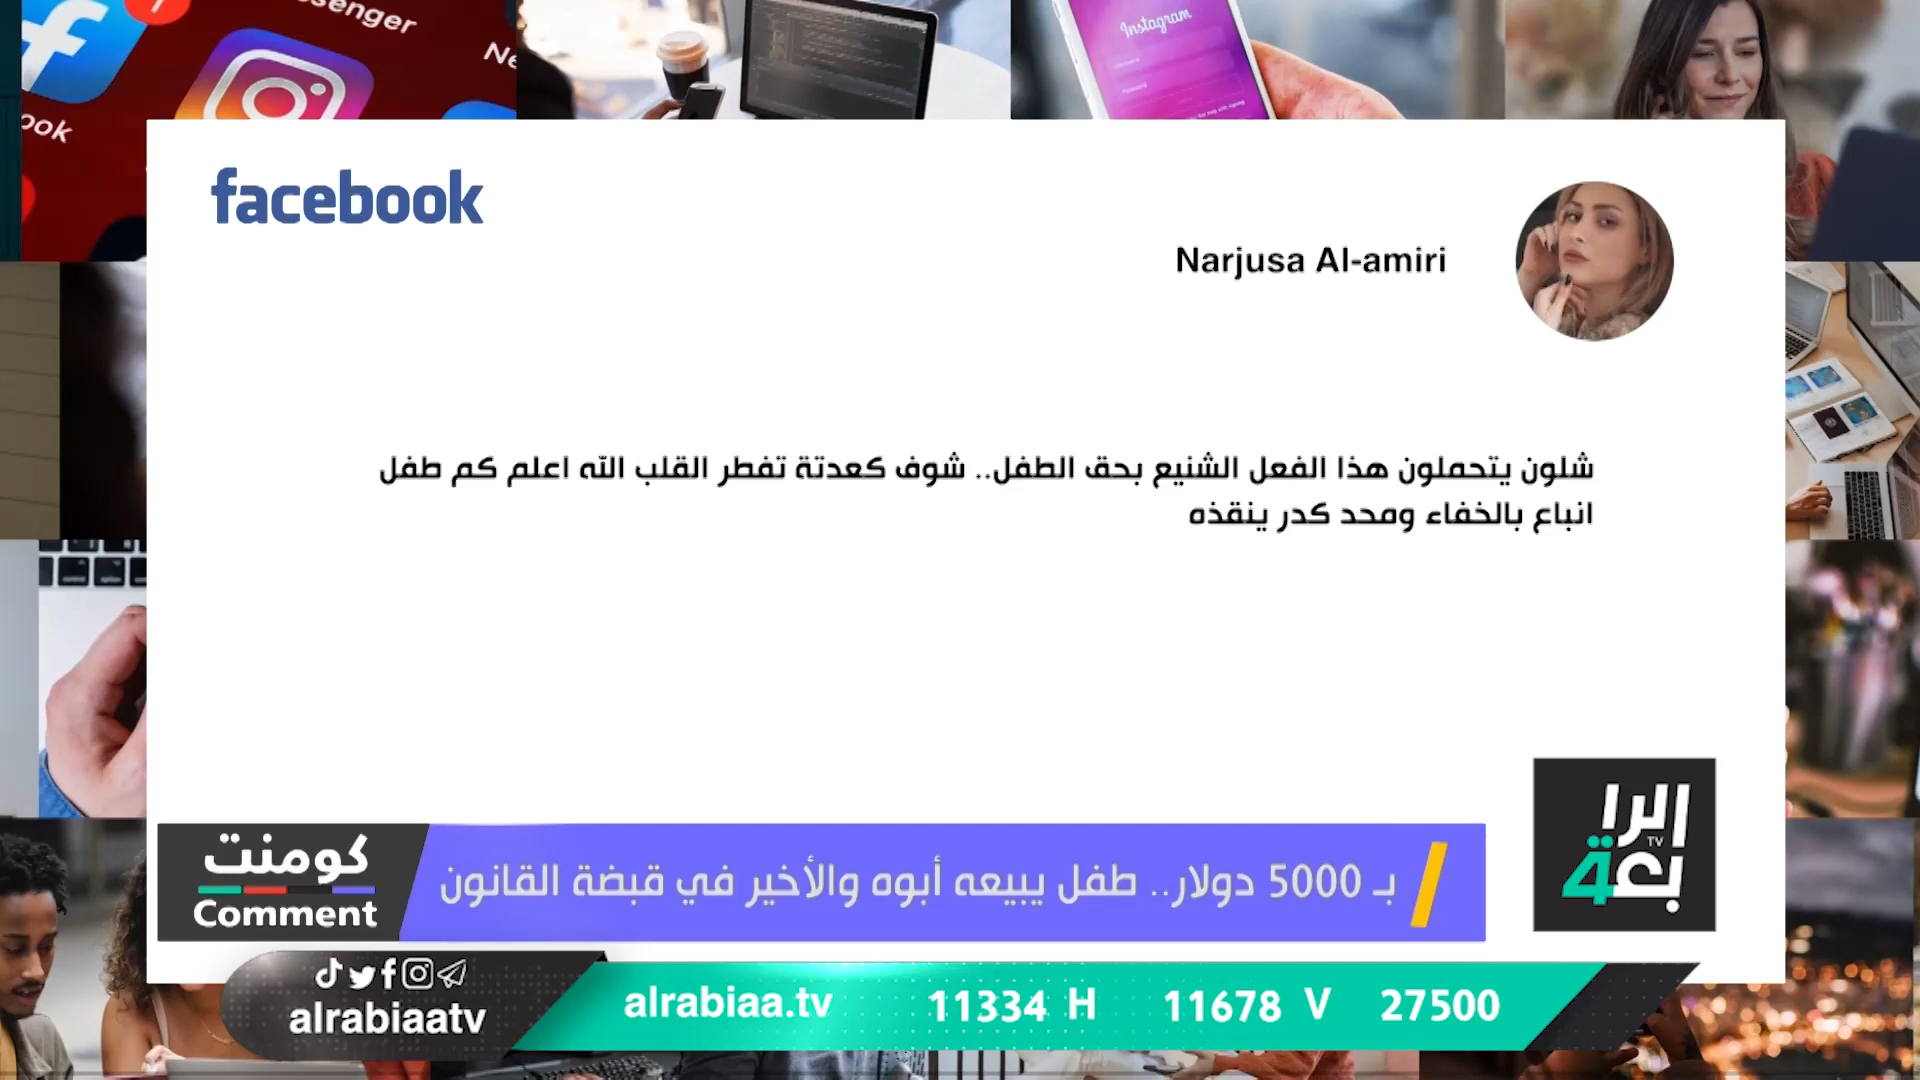 ssenger
Ne
ook
Instagram
facebook
Narjusa Al-amiri
شلون يتحملون هذا الفعل الشنيع بحق الطفل.. شوف كعدتة تفطر القلب الله اعلم كم طفل
انباع بالخفاء ومحد كدر ينقذه
الرا
TV
بعة
كومنت
Comment
بـ 5000 دولار.. طفل يبيعه أبوه والأخير في قبضة القانون
alrabiaatv
alrabiaa.tv 11334 H 11678 V 27500